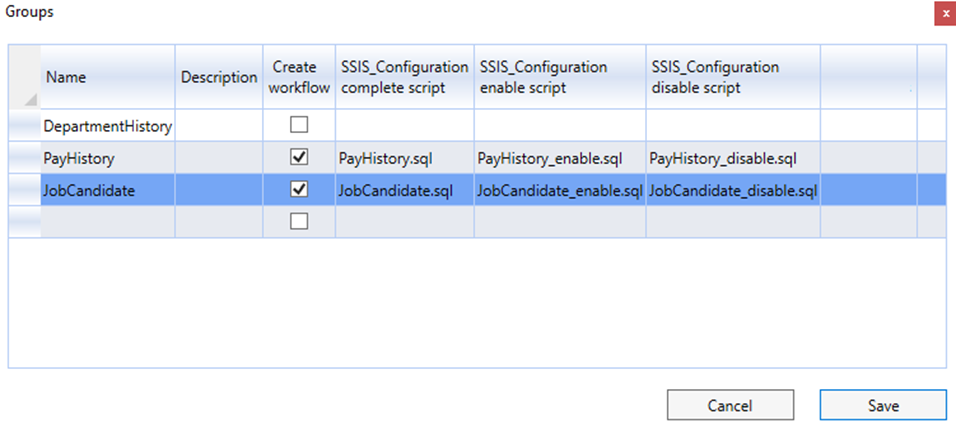 Groups
x
Name Description Create workflow SSIS_Configuration complete script SSIS_Configuration enable script SSIS_Configuration disable script
DepartmentHistory
PayHistory PayHistory.sql PayHistory_enable.sql PayHistory_disable.sql
JobCandidate JobCandidate.sql JobCandidate_enable.sql JobCandidate_disable.sql
Cancel Save